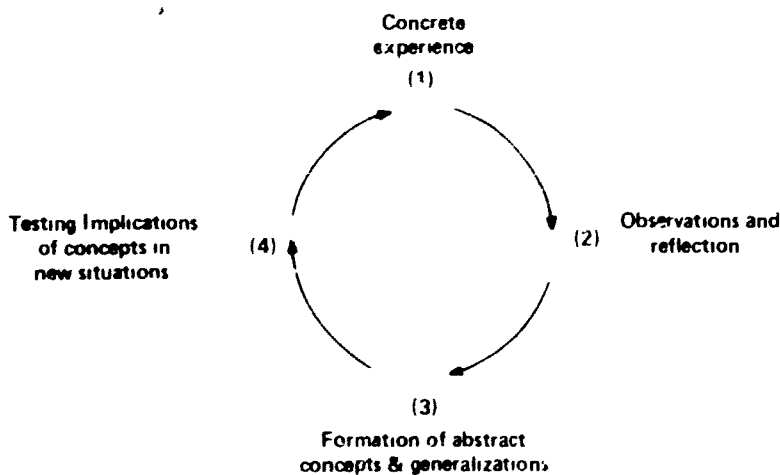 Concrete
experience
(1)
(2)
Observations and
reflection
(3)
Formation of abstract
concepts & generalizations
(4)
Testing Implications
of concepts in
new situations